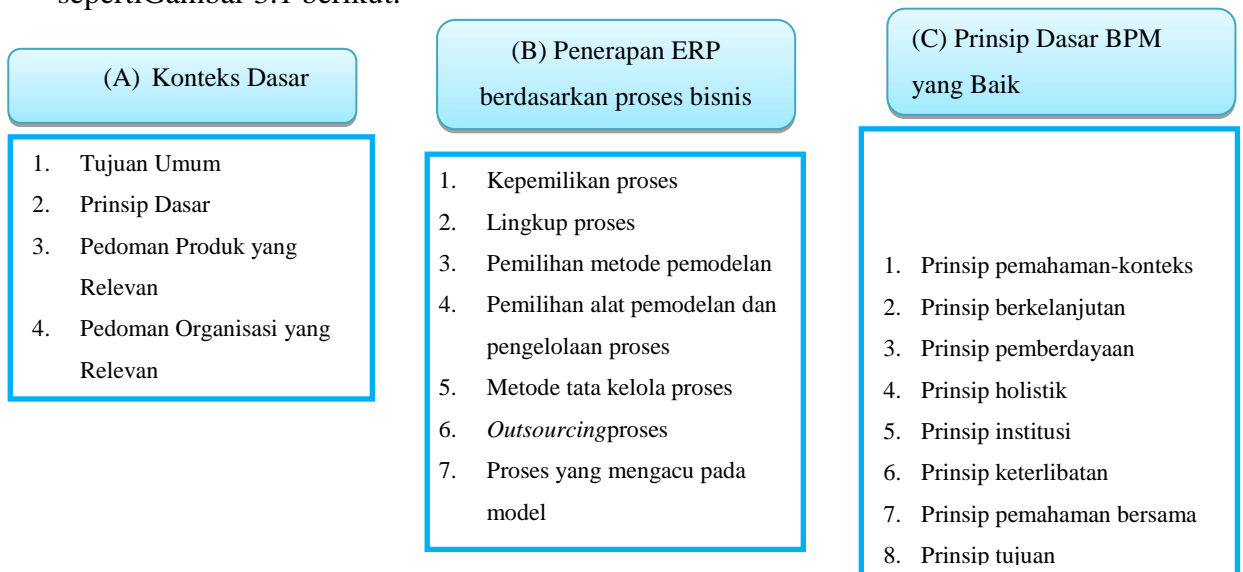 sepertiGambar 3.1 berikut:
(A) Konteks Dasar
1. Tujuan Umum
2. Prinsip Dasar
3. Pedoman Produk yang
Relevan
4. Pedoman Organisasi yang
Relevan
(B) Penerapan ERP
berdasarkan proses bisnis
1. Kepemilikan proses
2. Lingkup proses
3. Pemilihan metode pemodelan
4. Pemilihan alat pemodelan dan
pengelolaan proses
5. Metode tata kelola proses
6. Outsourcingproses
7. Proses yang mengacu pada
model
(C) Prinsip Dasar BPM
yang Baik
1. Prinsip pemahaman-konteks
2. Prinsip berkelanjutan
3. Prinsip pemberdayaan
4. Prinsip holistik
5. Prinsip institusi
6. Prinsip keterlibatan
7. Prinsip pemahaman bersama
8. Prinsip tujuan